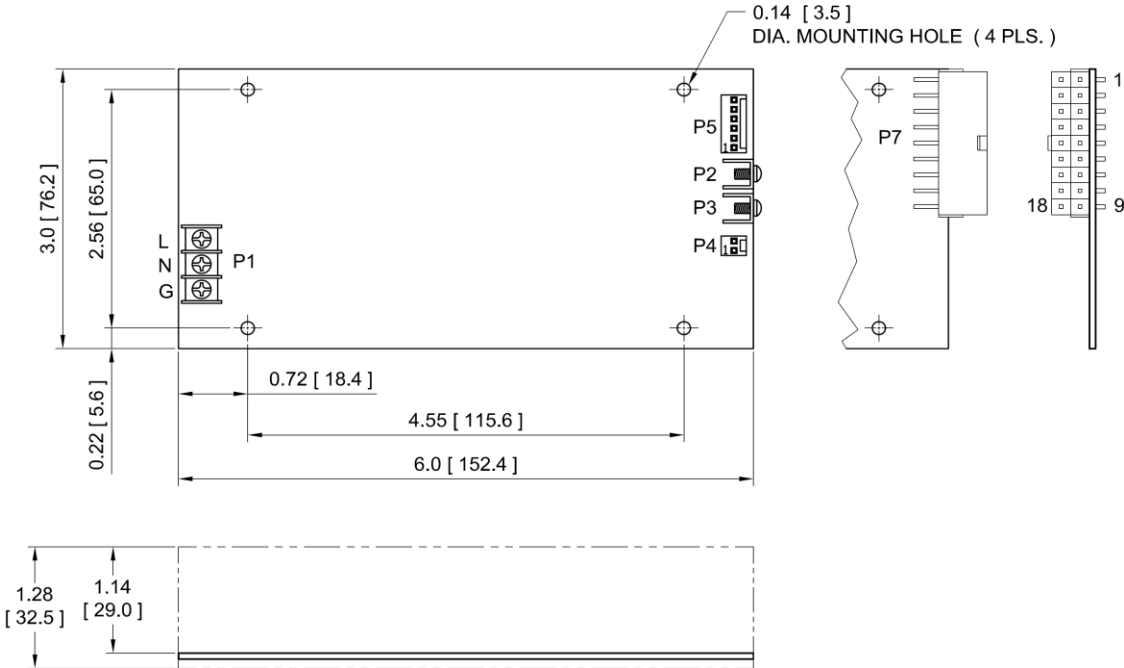 0.14 [ 3.5 ]
DIA. MOUNTING HOLE ( 4 PLS. )
3.0 [ 76.2 ]
2.56 [ 65.0 ]
0.22 [ 5.6 ]
L
N
G
P1
P5
1
P2
P3
P4
1
P7
1
18
9
0.72 [ 18.4 ]
4.55 [ 115.6 ]
6.0 [ 152.4 ]
1.28
[ 32.5 ]
1.14
[ 29.0 ]